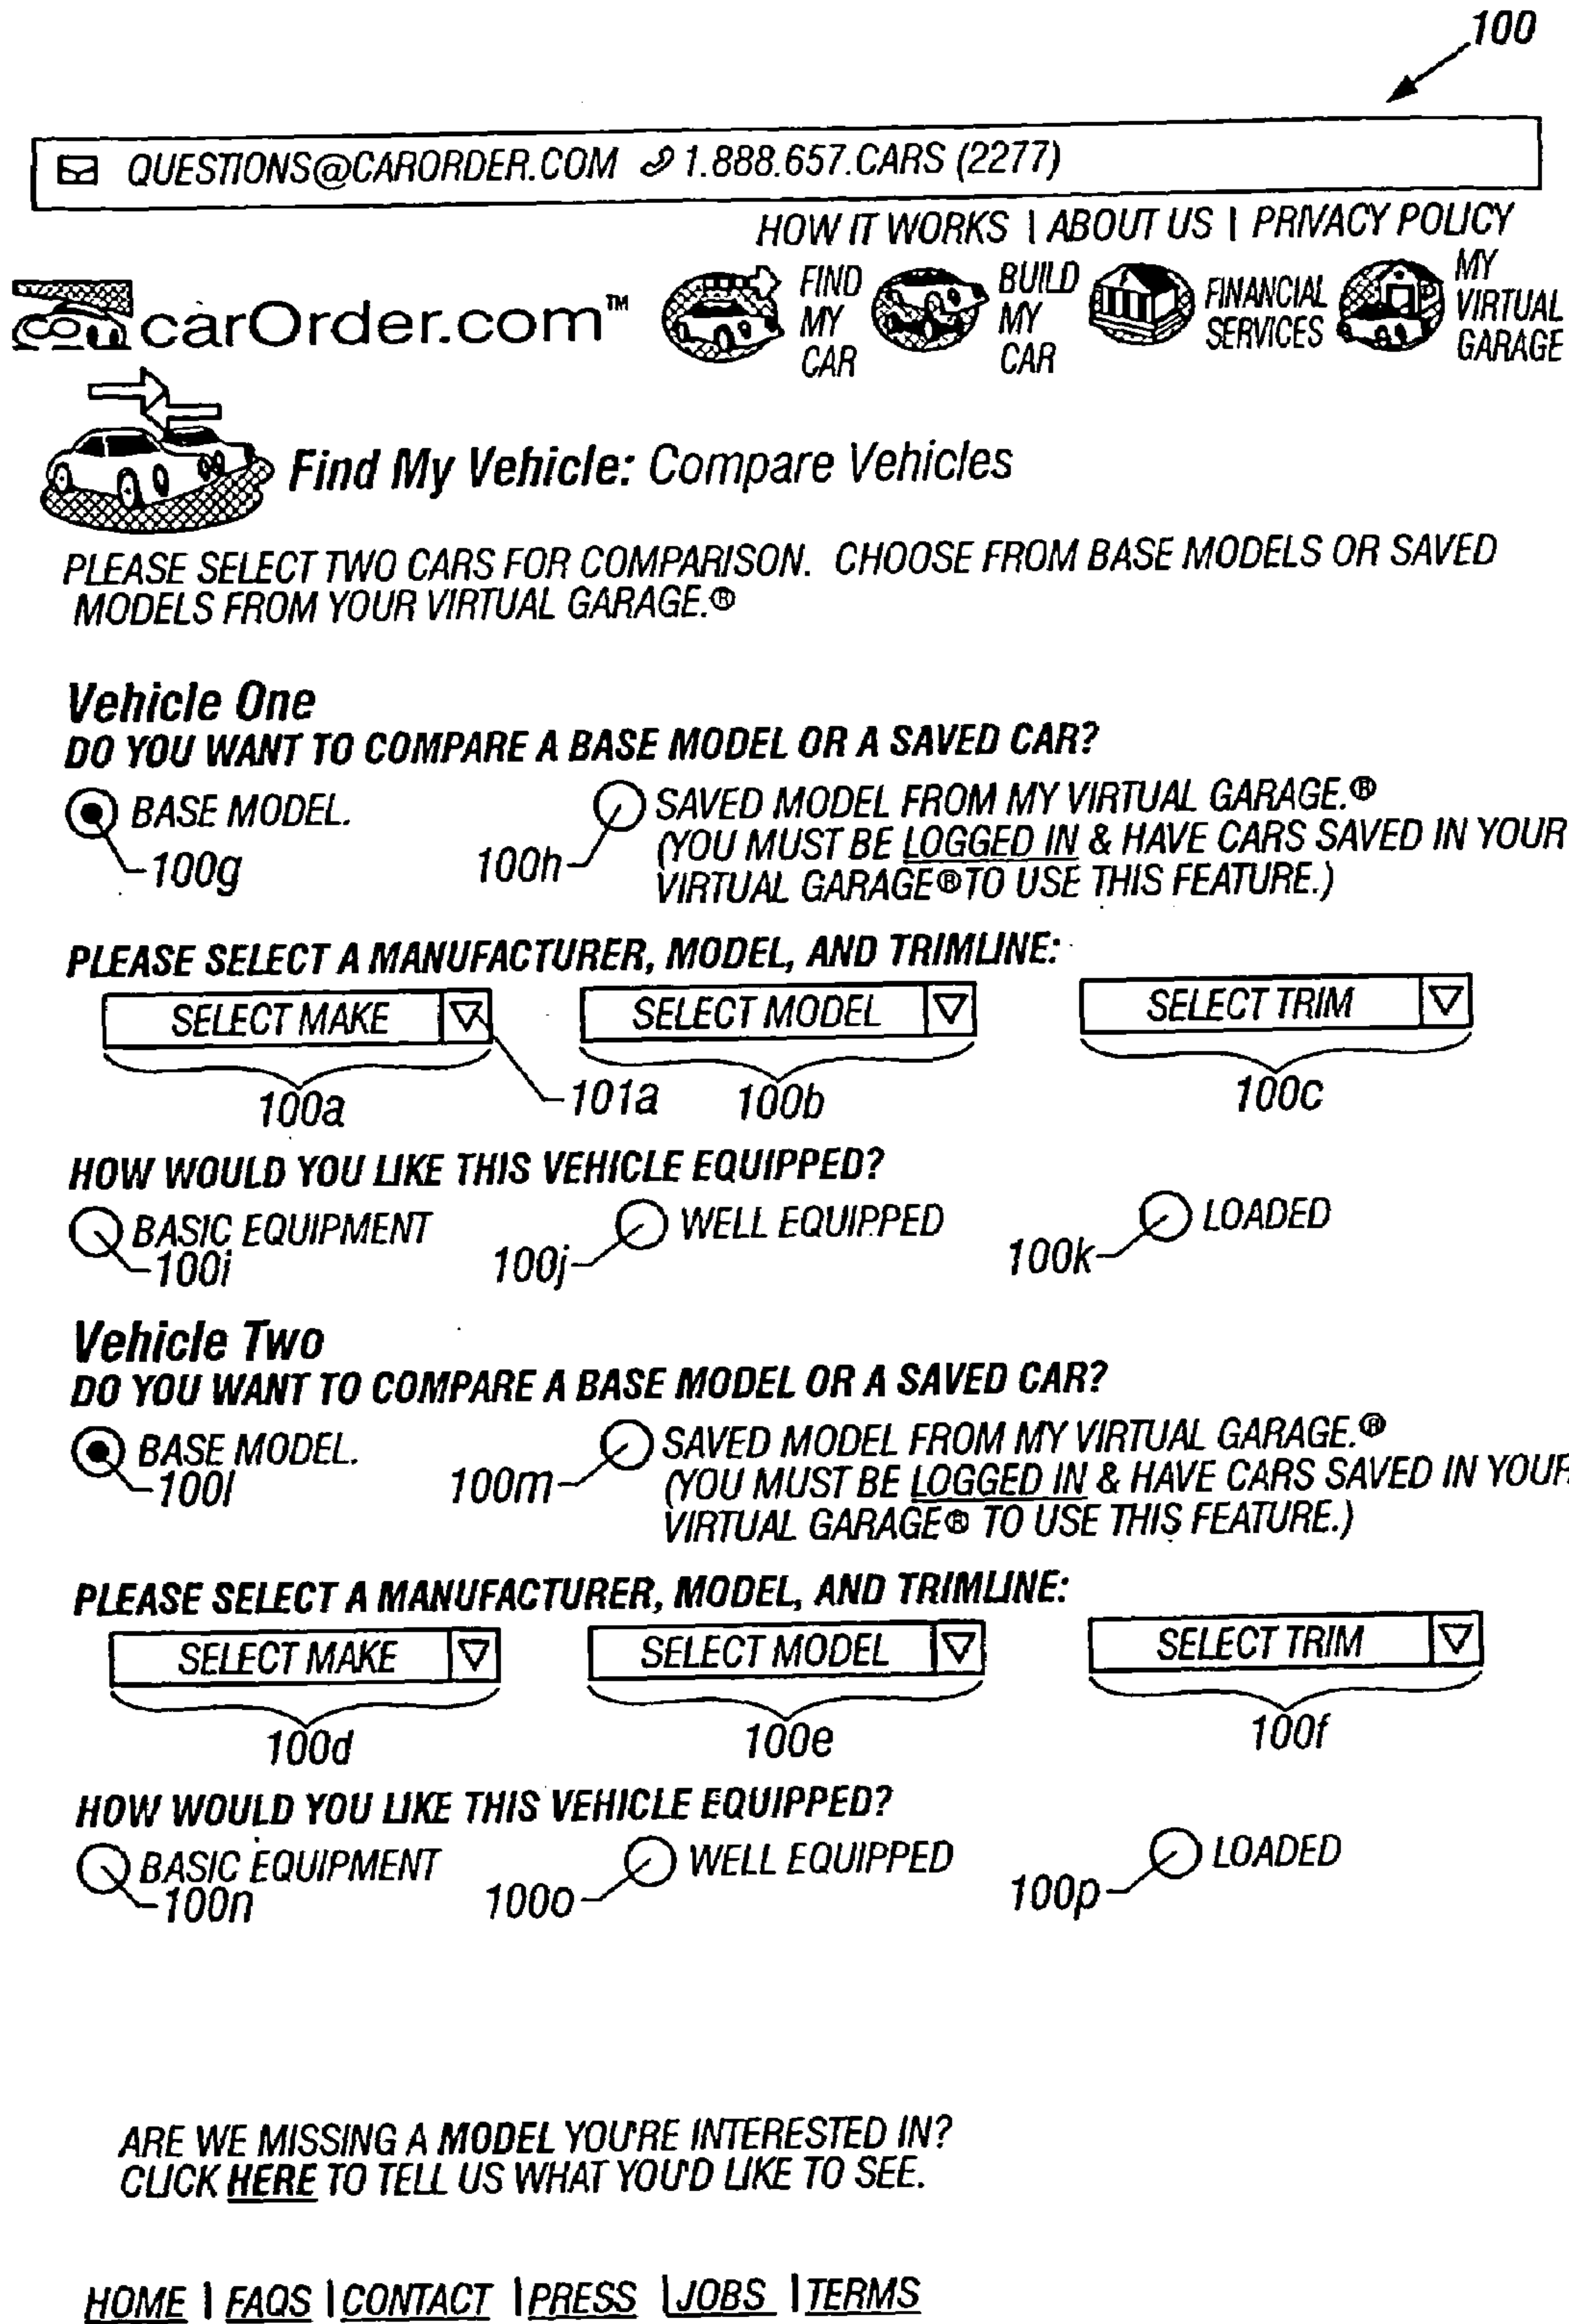 100
QUESTIONS@CARORDER.COM 1.888.657.CARS (2277)
HOW IT WORKS | ABOUT US | PRIVACY POLICY
carOrder.com™
FIND
MY
CAR
BUILD
MY
CAR
FINANCIAL
SERVICES
MY
VIRTUAL
GARAGE
Find My Vehicle: Compare Vehicles
PLEASE SELECT TWO CARS FOR COMPARISON. CHOOSE FROM BASE MODELS OR SAVED
MODELS FROM YOUR VIRTUAL GARAGE.®
Vehicle One
DO YOU WANT TO COMPARE A BASE MODEL OR A SAVED CAR?
BASE MODEL.
100g
100h
SAVED MODEL FROM MY VIRTUAL GARAGE.®
(YOU MUST BE LOGGED IN & HAVE CARS SAVED IN YOUR
VIRTUAL GARAGE® TO USE THIS FEATURE.)
PLEASE SELECT A MANUFACTURER, MODEL, AND TRIMLINE:
SELECT MAKE SELECT MODEL SELECT TRIM
100a 101a 100b 100c
HOW WOULD YOU LIKE THIS VEHICLE EQUIPPED?
BASIC EQUIPMENT WELL EQUIPPED LOADED
100i 100j 100k
Vehicle Two
DO YOU WANT TO COMPARE A BASE MODEL OR A SAVED CAR?
BASE MODEL.
100l
100m
SAVED MODEL FROM MY VIRTUAL GARAGE.®
(YOU MUST BE LOGGED IN & HAVE CARS SAVED IN YOUR
VIRTUAL GARAGE® TO USE THIS FEATURE.)
PLEASE SELECT A MANUFACTURER, MODEL, AND TRIMLINE:
SELECT MAKE SELECT MODEL SELECT TRIM
100d 100e 100f
HOW WOULD YOU LIKE THIS VEHICLE EQUIPPED?
BASIC EQUIPMENT WELL EQUIPPED LOADED
100n 100o 100p
ARE WE MISSING A MODEL YOU'RE INTERESTED IN?
CLICK HERE TO TELL US WHAT YOU'D LIKE TO SEE.
HOME | FAQS | CONTACT | PRESS | JOBS | TERMS